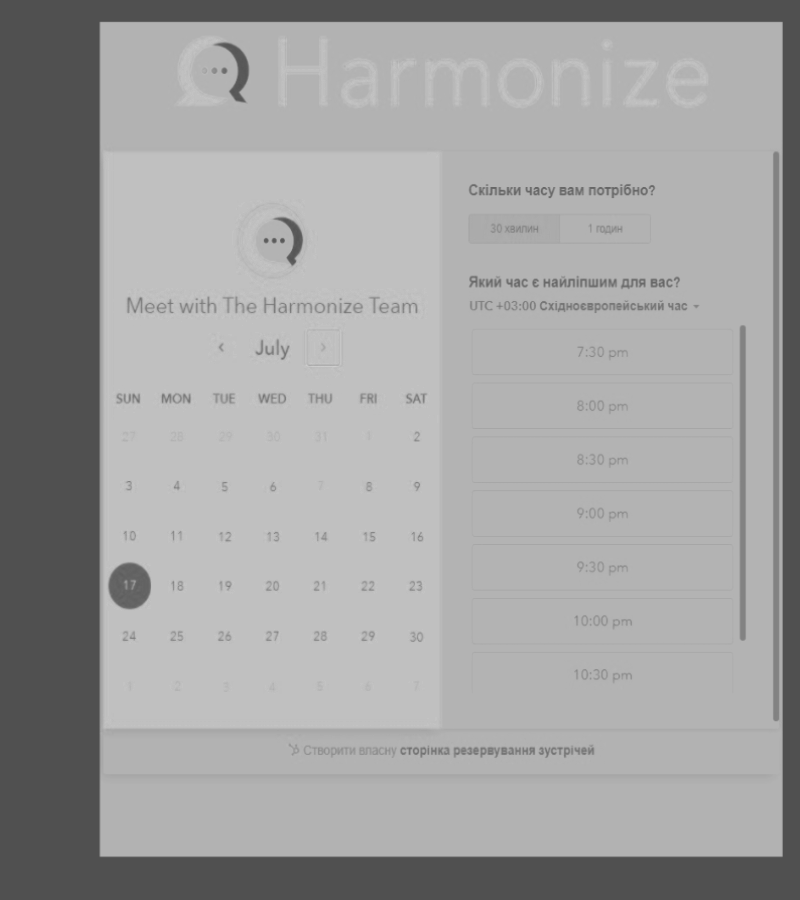 Harmonize
Meet with The Harmonize Team
July
SUN MON TUE WED THU FRI SAT
27 28 29 30 31 1 2
3 4 5 6 7 8 9
10 11 12 13 14 15 16
17 18 19 20 21 22 23
24 25 26 27 28 29 30
1 2 3 4 5 6 7
Скільки часу вам потрібно?
30 хвилин 1 годин
Який час є найліпшим для вас?
UTC +03:00 Східноєвропейський час
7:30 pm
8:00 pm
8:30 pm
9:00 pm
9:30 pm
10:00 pm
10:30 pm
Створити власну сторінка резервування зустрічей